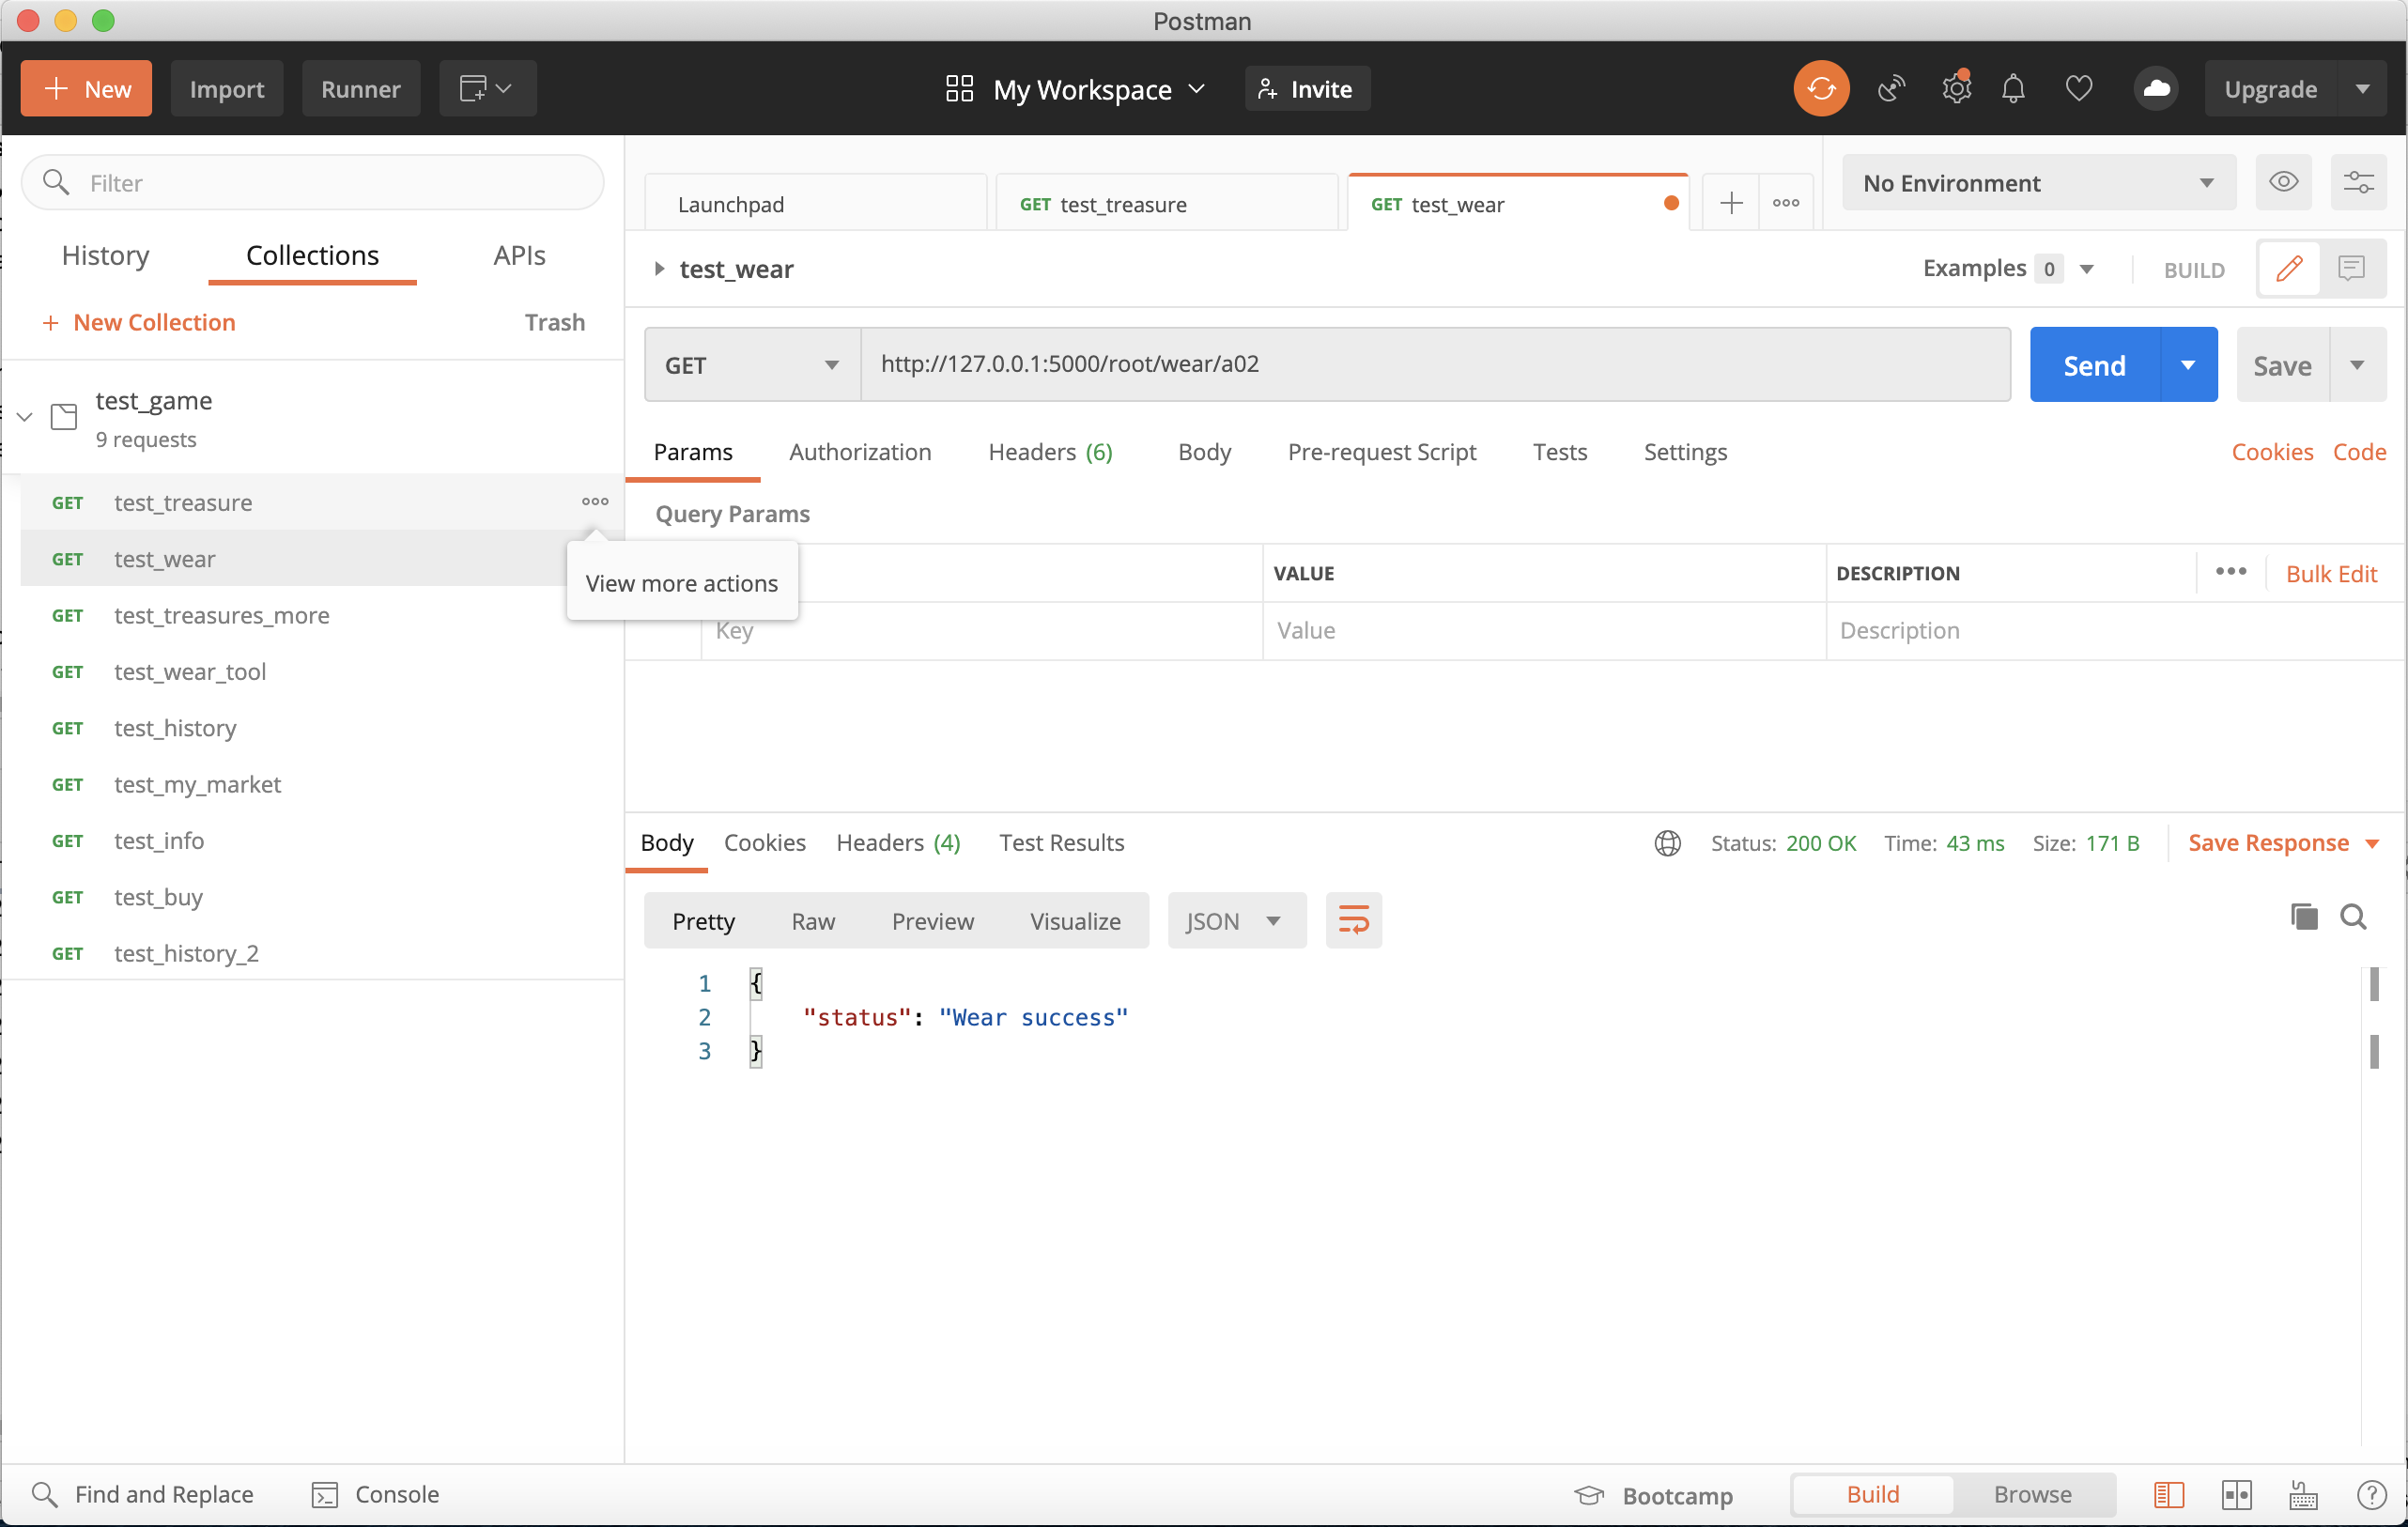 Postman
New
Import
Runner
My Workspace
Invite
Upgrade
Filter
History
Collections
APIs
+ New Collection
Trash
test_game
9 requests
GET test_treasure
GET test_wear
GET test_treasures_more
GET test_wear_tool
GET test_history
GET test_my_market
GET test_info
GET test_buy
GET test_history_2
View more actions
Launchpad
GET test_treasure
GET test_wear
No Environment
test_wear
Examples 0
BUILD
GET
http://127.0.0.1:5000/root/wear/a02
Send
Save
Params
Authorization
Headers (6)
Body
Pre-request Script
Tests
Settings
Cookies
Code
Query Params
VALUE
DESCRIPTION
Bulk Edit
Key
Value
Description
Body
Cookies
Headers (4)
Test Results
Status: 200 OK
Time: 43 ms
Size: 171 B
Save Response
Pretty
Raw
Preview
Visualize
JSON
1 {
2 "status": "Wear success"
3 }
Find and Replace
Console
Bootcamp
Build
Browse